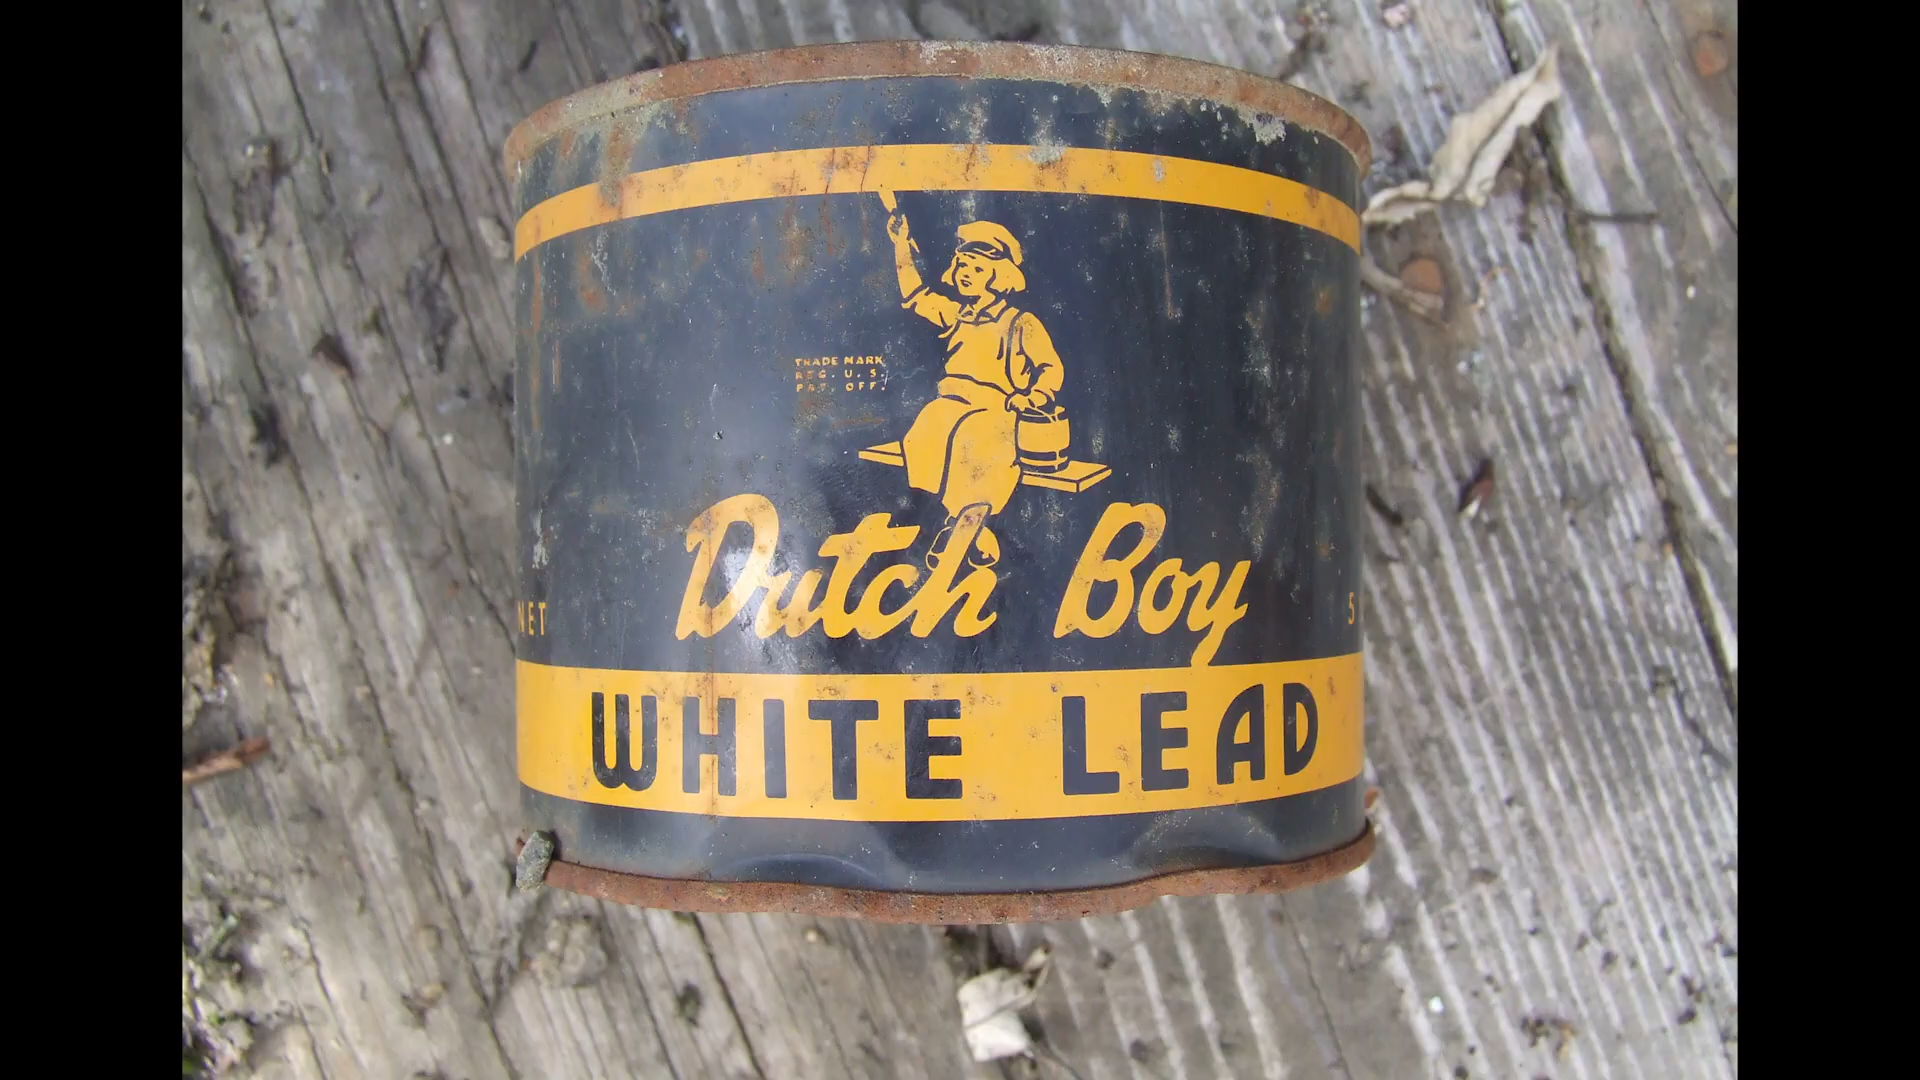 TRADE MARK
REG. U. S.
PAT. OFF.
Dutch Boy
NET 5
WHITE LEAD